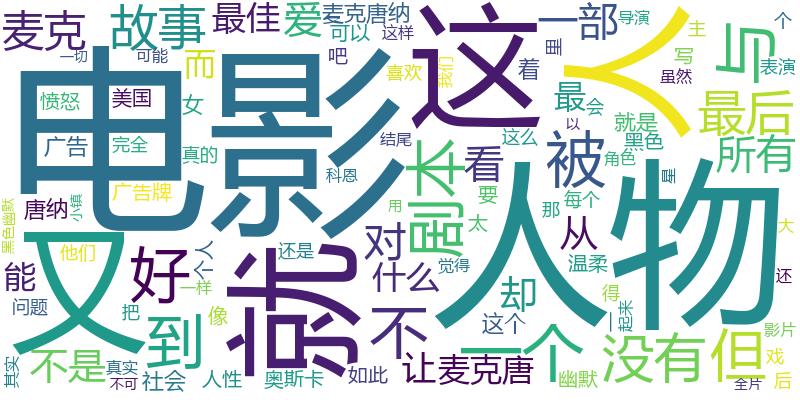 麦克
故事
最佳
爱
麦克唐纳
可以
这样
一部
导演
里
主
个
写
虽然
表演
与
电影
这
人
而
吧
着
喜欢
我们
一切
可能
愤怒
美国
女
广告
完全
真的
广告牌
唐纳
小镇
黑色幽默
他们
结尾
科恩
用
剧本
看
最
会
被
就是
黑色
角色
以
这么
最后
所有
人物
星
大
还
又
就
好
能
问题
个人
一样
还是
对
什么
不
要
太
觉得
每个
那
从
温柔
却
得
一
起来
到
像
把
不是
其实
真实
不可
社会
人性
奥斯卡
如此
让麦克唐
一个
这个
幽默
没有
但
影片
戏
后
全片